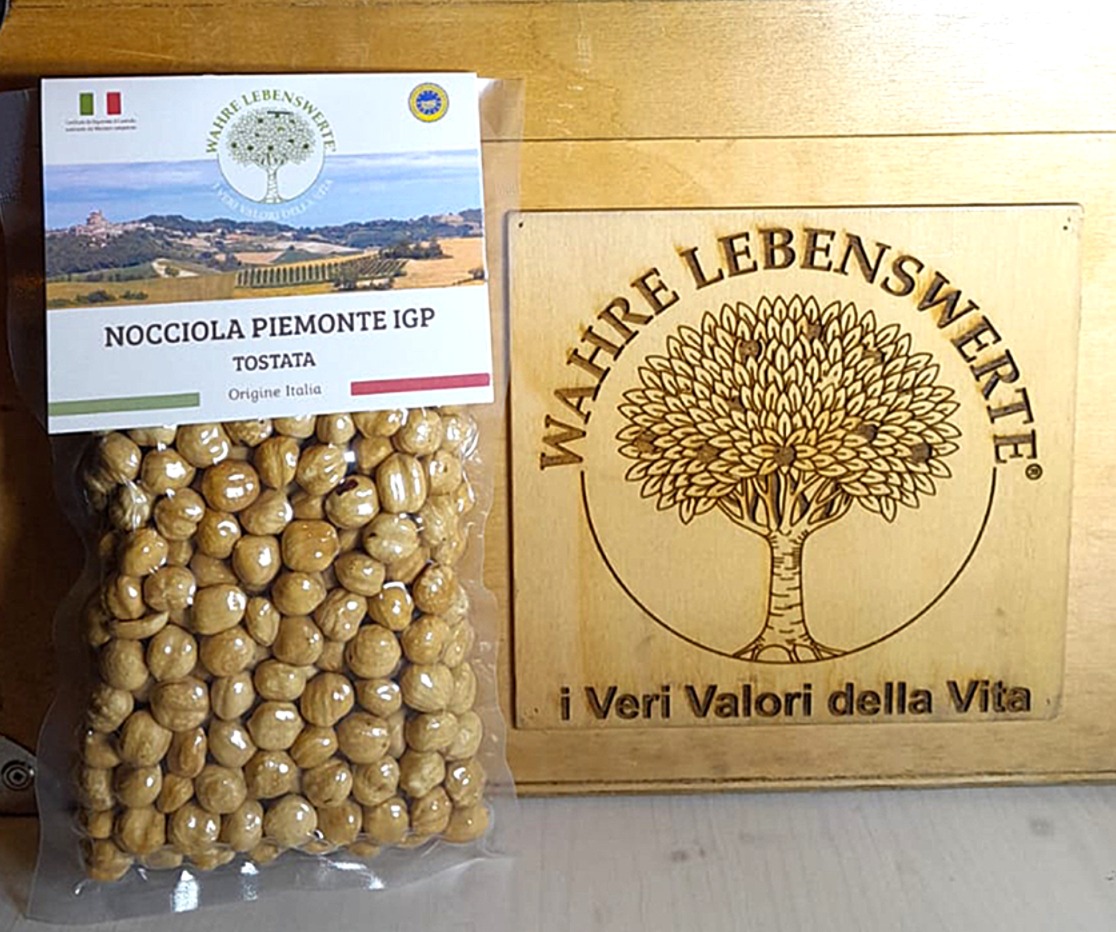 WAHRE LEBENSWERTE
I VERI VALORI DELLA VITA
NOCCIOLA PIEMONTE IGP
TOSTATA
Origine Italia
WAHRE LEBENSWERTE®
i Veri Valori della Vita